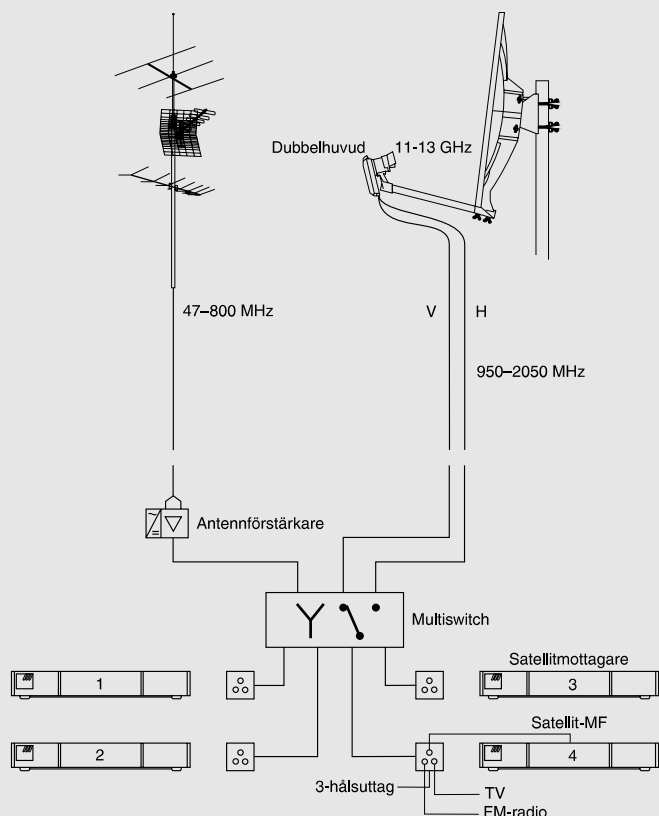 Dubbelhuvud 11-13 GHz
47–800 MHz
V H
950–2050 MHz
Antennförstärkare
Multiswitch
Satellitmottagare
1
3
Satellit-MF
2
4
3-hålsuttag
TV
FM-radio